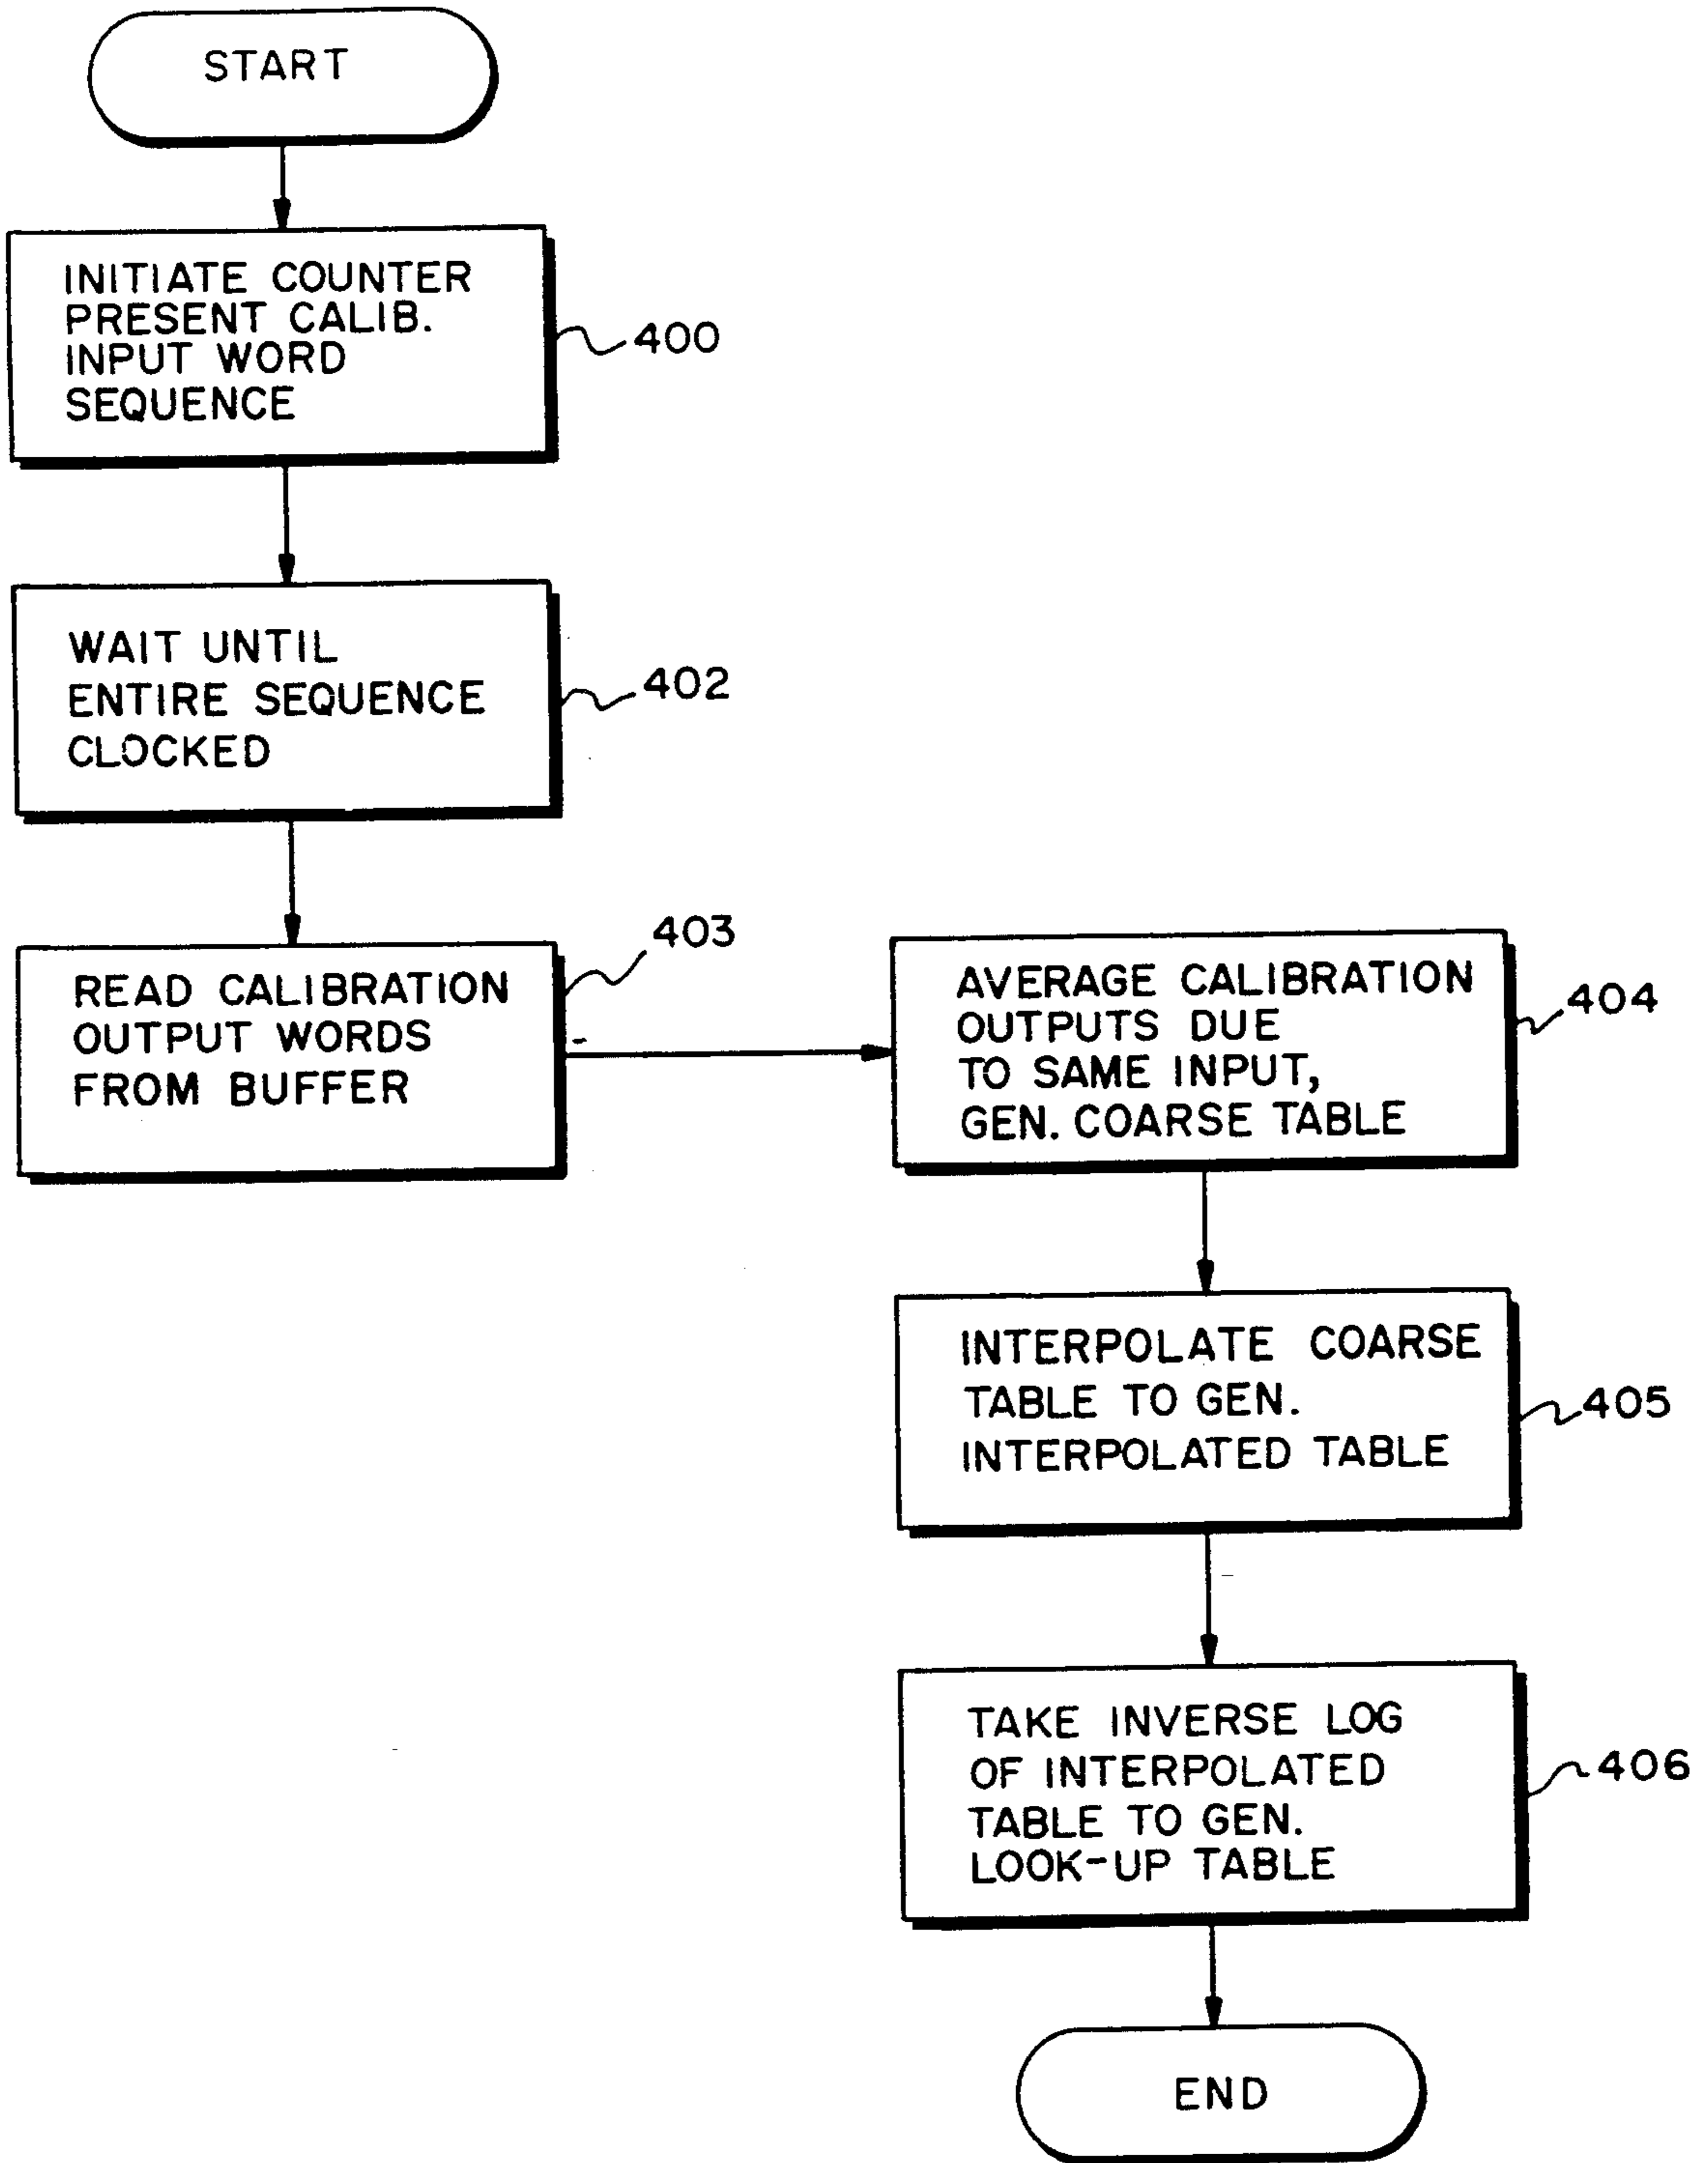 START
INITIATE COUNTER
PRESENT CALIB.
INPUT WORD
SEQUENCE
400
WAIT UNTIL
ENTIRE SEQUENCE
CLOCKED
402
READ CALIBRATION
OUTPUT WORDS
FROM BUFFER
403
AVERAGE CALIBRATION
OUTPUTS DUE
TO SAME INPUT,
GEN. COARSE TABLE
404
INTERPOLATE COARSE
TABLE TO GEN.
INTERPOLATED TABLE
405
TAKE INVERSE LOG
OF INTERPOLATED
TABLE TO GEN.
LOOK-UP TABLE
406
END